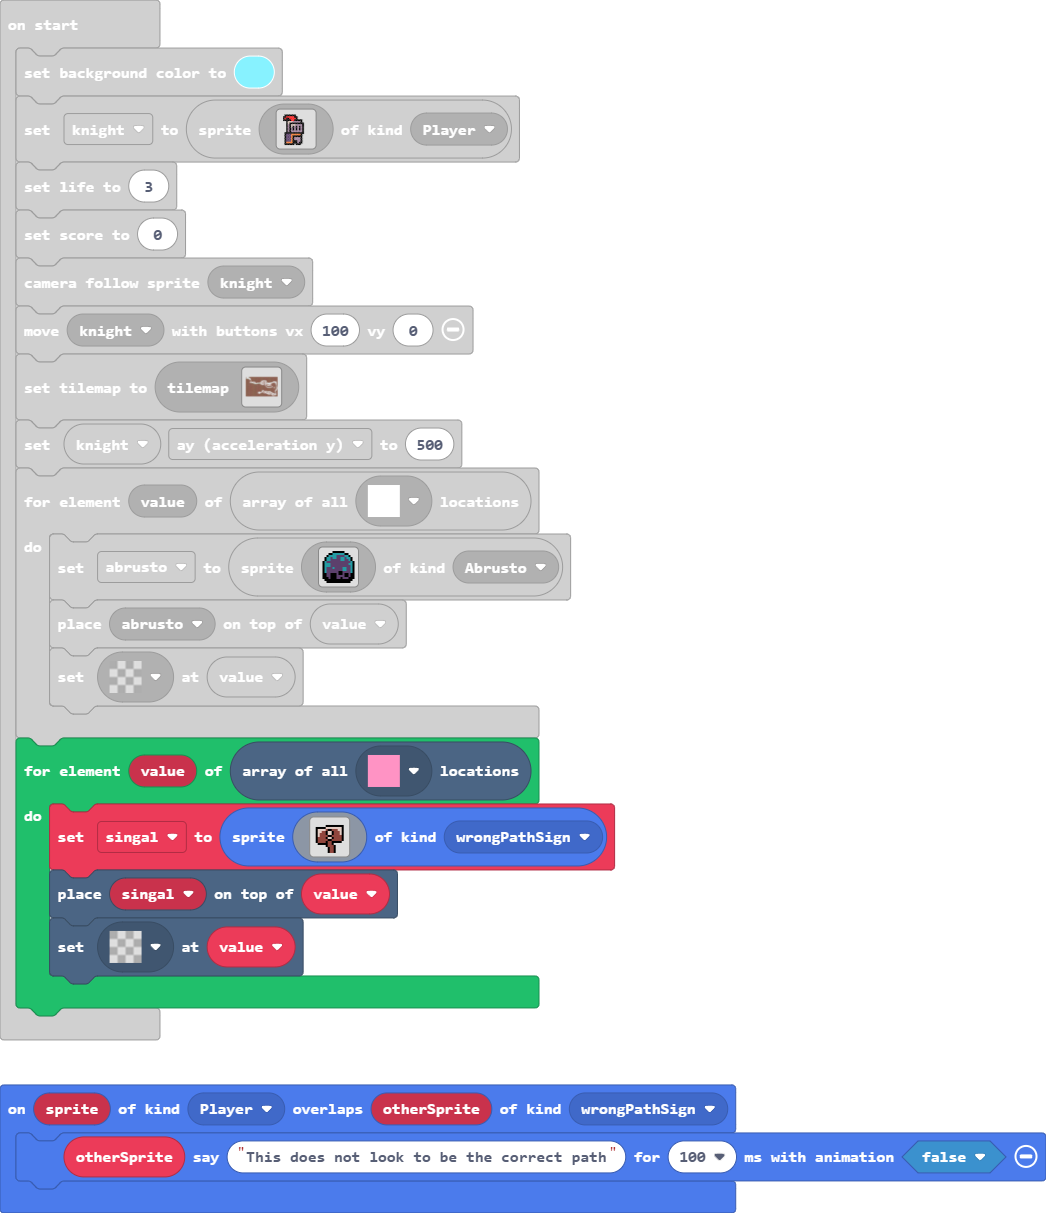 on start
set background color to
set knight to sprite of kind Player
set life to 3
set score to 0
camera follow sprite knight
move knight with buttons vx 100 vy 0
set tilemap to tilemap
set knight ay (acceleration y) to 500
for element value of array of all locations
do
set abrusto to sprite of kind Abrusto
place abrusto on top of value
set at value
for element value of array of all locations
do
set singal to sprite of kind wrongPathSign
place singal on top of value
set at value
on sprite of kind Player overlaps otherSprite of kind wrongPathSign
otherSprite say "This does not look to be the correct path" for 100 ms with animation false